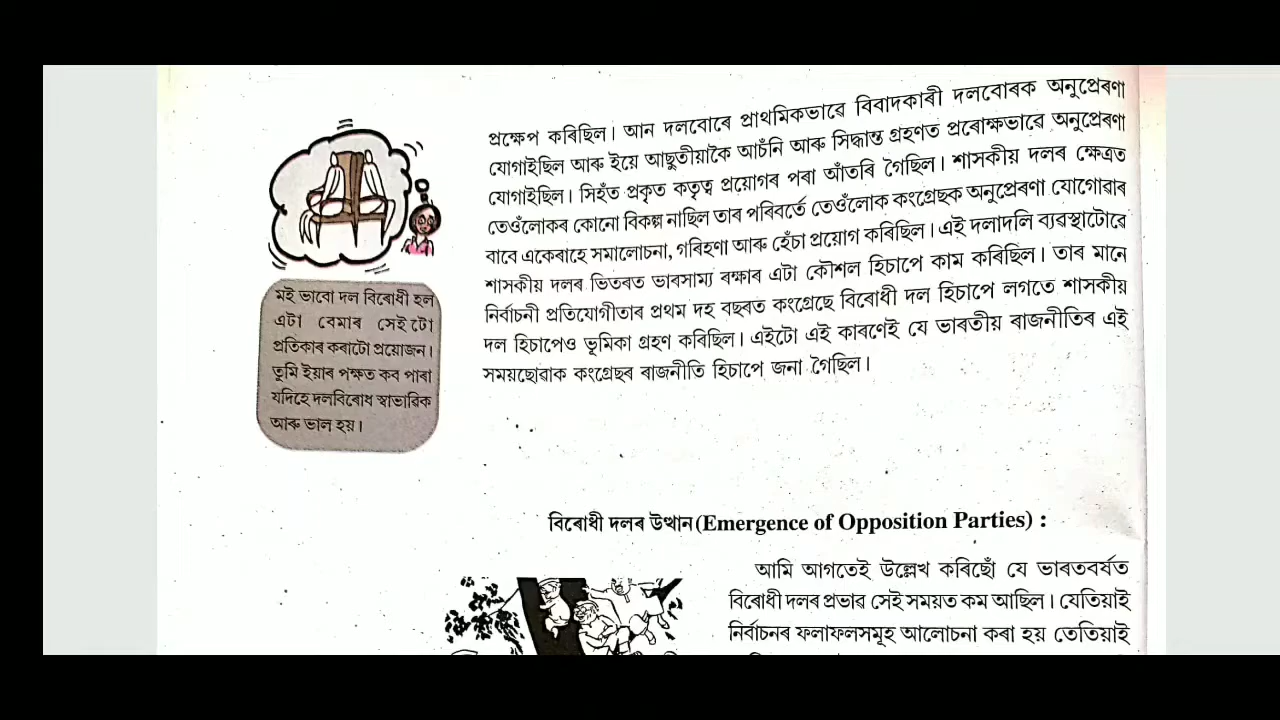 প্ৰক্ষেপ কৰিছিল। আন দলবোৰে প্ৰাথমিকভাৱে বিবাদকাৰী দলবোৰক অনুপ্ৰেৰণা
যোগাইছিল আৰু ইয়ে আছুতীয়াকৈ আচঁনি আৰু সিদ্ধান্ত গ্ৰহণত প্ৰৰোক্ষভাৱে অনুপ্ৰেৰণা
যোগাইছিল। সিহঁত প্ৰকৃত কতৃত্ব প্ৰয়োগৰ পৰা আঁতৰি গৈছিল। শাসকীয় দলৰ ক্ষেত্ৰত
তেওঁলোকৰ কোনো বিকল্প নাছিল তাৰ পৰিবৰ্তে তেওঁলোক কংগ্ৰেছক অনুপ্ৰেৰণা যোগোৱাৰ
বাবে একেৰাহে সমালোচনা, গৰিহণা আৰু হেঁচা প্ৰয়োগ কৰিছিল। এই দলাদলি ব্যৱস্থাটোৱে
শাসকীয় দলৰ ভিতৰত ভাৰসাম্য ৰক্ষাৰ এটা কৌশল হিচাপে কাম কৰিছিল। তাৰ মানে
নিৰ্বাচনী প্ৰতিযোগীতাৰ প্ৰথম দহ বছৰত কংগ্ৰেছে বিৰোধী দল হিচাপে লগতে শাসকীয়
দল হিচাপেও ভূমিকা গ্ৰহণ কৰিছিল। এইটো এই কাৰণেই যে ভাৰতীয় ৰাজনীতিৰ এই
সময়ছোৱাক কংগ্ৰেছৰ ৰাজনীতি হিচাপে জনা গৈছিল।
মই ভাবো দল বিৰোধী হল
এটা বেমাৰ সেইটো
প্ৰতিকাৰ কৰাটো প্ৰয়োজন।
তুমি ইয়াৰ পক্ষত কব পাৰা
যদিহে দলবিৰোধ স্বাভাৱিক
আৰু ভাল হয়।
বিৰোধী দলৰ উত্থান (Emergence of Opposition Parties) :
আমি আগতেই উল্লেখ কৰিছোঁ যে ভাৰতবৰ্ষত
বিৰোধী দলৰ প্ৰভাৱ সেই সময়ত কম আছিল। যেতিয়াই
নিৰ্বাচনৰ ফলাফলসমূহ আলোচনা কৰা হয় তেতিয়াই